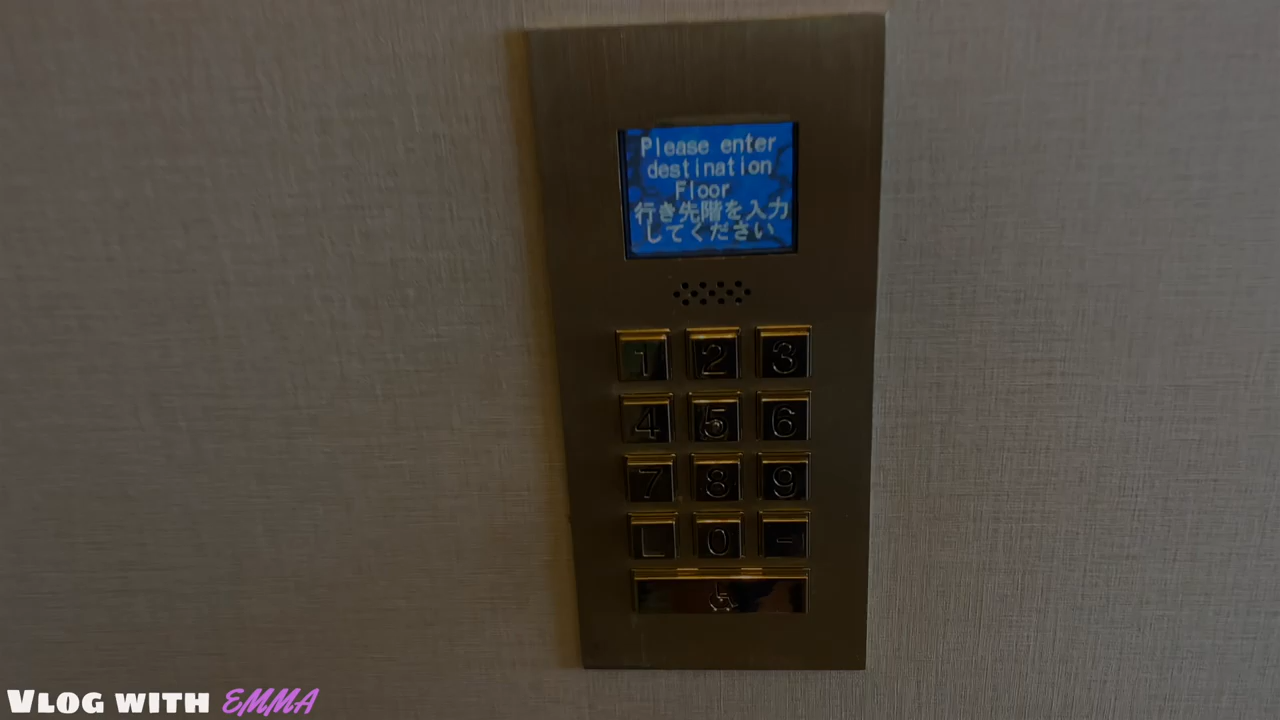 Please enter
destination
Floor
行き先階を入力
してください
1 2 3
4 5 6
7 8 9
L 0 -
VLOG WITH EMMA